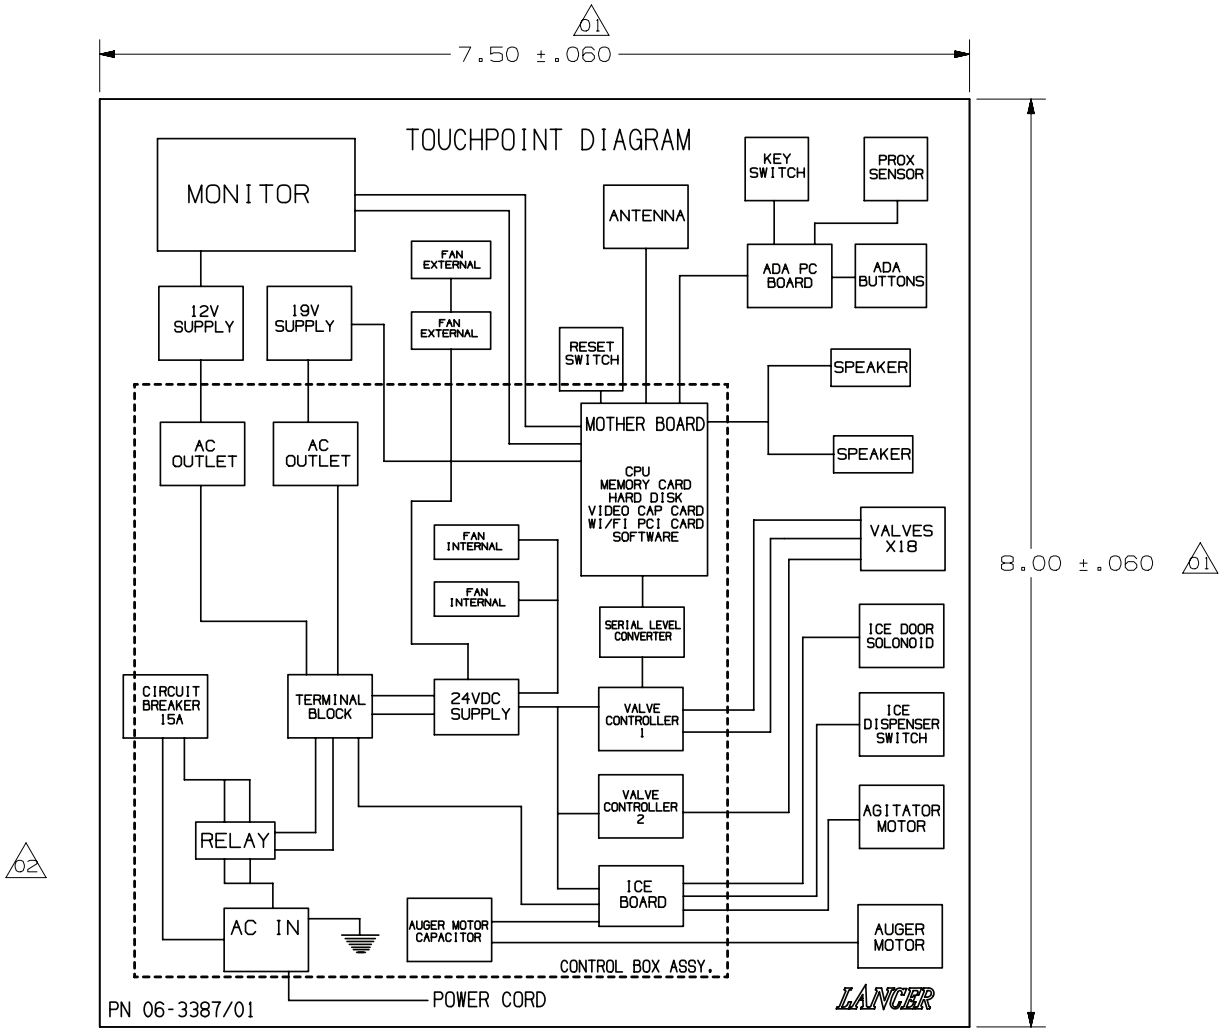 01
7.50 ±.060
TOUCHPOINT DIAGRAM
MONITOR
KEY
SWITCH
PROX
SENSOR
ANTENNA
FAN
EXTERNAL
ADA PC
BOARD
ADA
BUTTONS
12V
SUPPLY
19V
SUPPLY
FAN
EXTERNAL
RESET
SWITCH
SPEAKER
MOTHER BOARD
AC
OUTLET
AC
OUTLET
SPEAKER
CPU
MEMORY CARD
HARD DISK
VIDEO CAP CARD
WI/FI PCI CARD
SOFTWARE
FAN
INTERNAL
VALVES
X18
8.00 ±.060
01
FAN
INTERNAL
SERIAL LEVEL
CONVERTER
ICE DOOR
SOLONOID
CIRCUIT
BREAKER
15A
TERMINAL
BLOCK
24VDC
SUPPLY
VALVE
CONTROLLER
1
ICE
DISPENSER
SWITCH
VALVE
CONTROLLER
2
AGITATOR
MOTOR
RELAY
02
ICE
BOARD
AC IN
AUGER MOTOR
CAPACITOR
AUGER
MOTOR
CONTROL BOX ASSY.
POWER CORD
PN 06-3387/01
LANCER